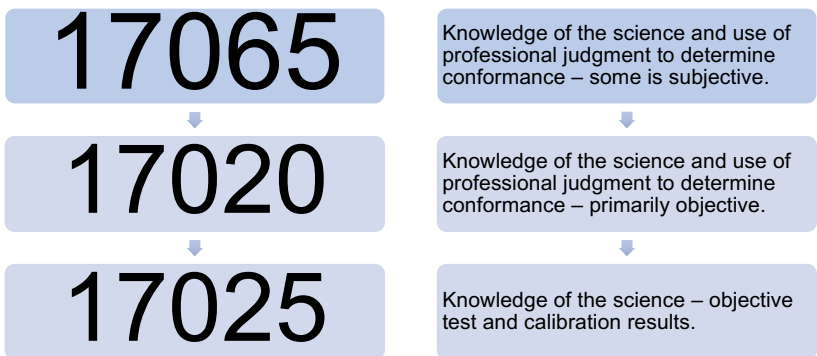 17065
Knowledge of the science and use of
professional judgment to determine
conformance – some is subjective.
17020
Knowledge of the science and use of
professional judgment to determine
conformance – primarily objective.
17025
Knowledge of the science – objective
test and calibration results.